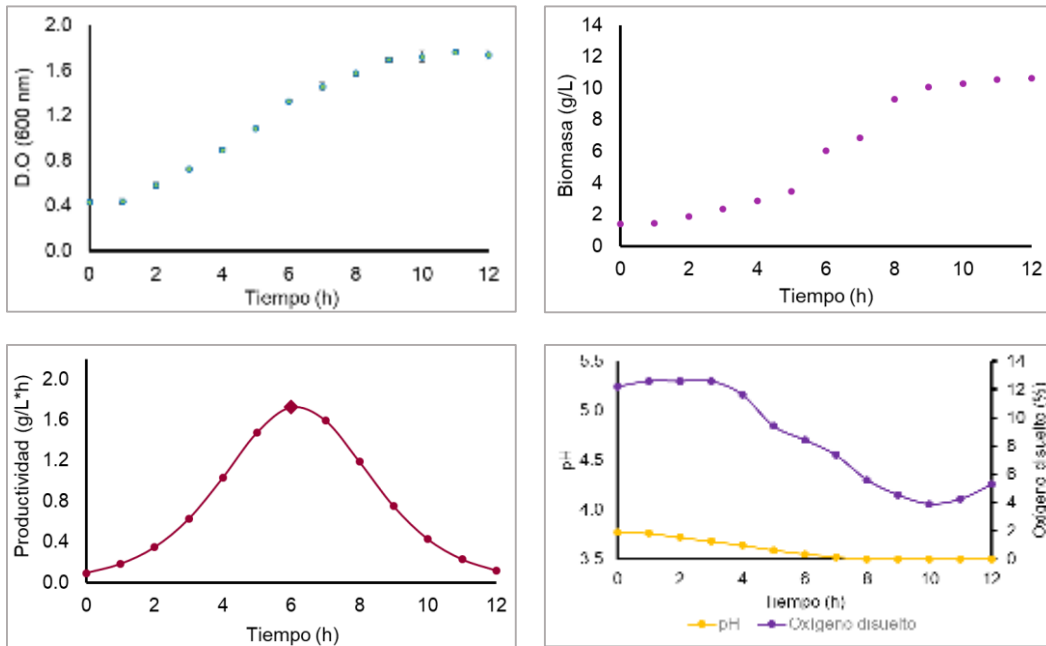 2.0
1.6
1.2
0.8
0.4
0.0
D.O (600 nm)
0 2 4 6 8 10 12
Tiempo (h)
14
12
10
8
6
4
2
0
Biomasa (g/L)
0 2 4 6 8 10 12
Tiempo (h)
2.0
1.6
1.2
0.8
0.4
0.0
Productividad (g/L*h)
0 2 4 6 8 10 12
Tiempo (h)
5.5
5.0
4.5
4.0
3.5
pH
14
12
10
8
6
4
2
0
Oxígeno disuelto (%)
0 2 4 6 8 10 12
Tiempo (h)
pH Oxígeno disuelto